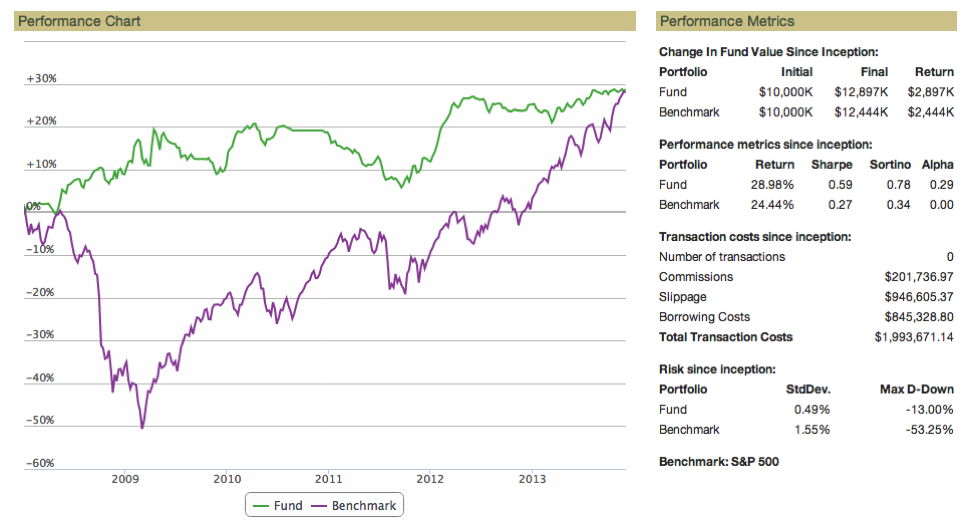 Performance Chart
+30%
+20%
+10%
0%
-10%
-20%
-30%
-40%
-50%
-60%
2009 2010 2011 2012 2013
Fund Benchmark
Performance Metrics
Change In Fund Value Since Inception:
Portfolio Initial Final Return
Fund $10,000K $12,897K $2,897K
Benchmark $10,000K $12,444K $2,444K
Performance metrics since inception:
Portfolio Return Sharpe Sortino Alpha
Fund 28.98% 0.59 0.78 0.29
Benchmark 24.44% 0.27 0.34 0.00
Transaction costs since inception:
Number of transactions 0
Commissions $201,736.97
Slippage $946,605.37
Borrowing Costs $845,328.80
Total Transaction Costs $1,993,671.14
Risk since inception:
Portfolio StdDev. Max D-Down
Fund 0.49% -13.00%
Benchmark 1.55% -53.25%
Benchmark: S&P 500